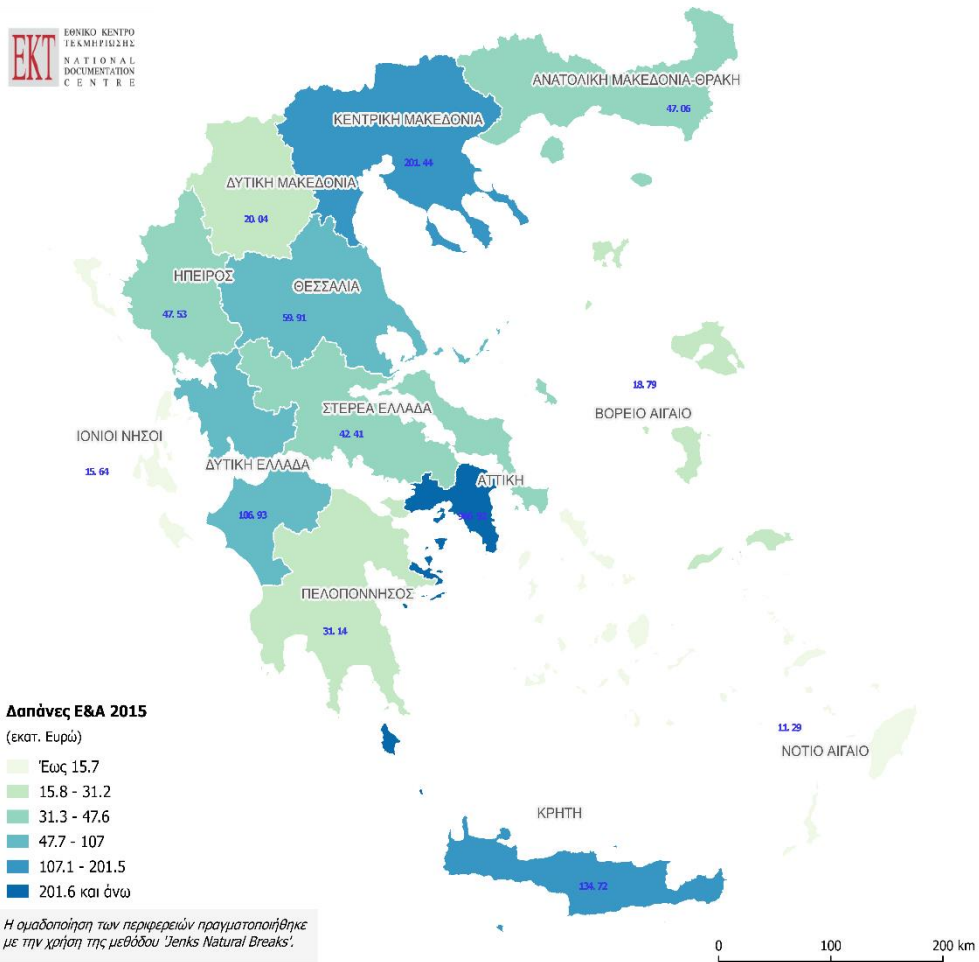 EKT
ΕΘΝΙΚΟ ΚΕΝΤΡΟ
ΤΕΚΜΗΡΙΩΣΗΣ
NATIONAL
DOCUMENTATION
CENTRE
ΑΝΑΤΟΛΙΚΗ ΜΑΚΕΔΟΝΙΑ-ΘΡΑΚΗ
47.06
ΚΕΝΤΡΙΚΗ ΜΑΚΕΔΟΝΙΑ
201.44
ΔΥΤΙΚΗ ΜΑΚΕΔΟΝΙΑ
20.04
ΗΠΕΙΡΟΣ
47.53
ΘΕΣΣΑΛΙΑ
59.91
18.79
ΒΟΡΕΙΟ ΑΙΓΑΙΟ
ΣΤΕΡΕΑ ΕΛΛΑΔΑ
42.41
ΙΟΝΙΟΙ ΝΗΣΟΙ
15.64
ΔΥΤΙΚΗ ΕΛΛΑΔΑ
106.93
ΑΤΤΙΚΗ
ΠΕΛΟΠΟΝΝΗΣΟΣ
31.14
11.29
ΝΟΤΙΟ ΑΙΓΑΙΟ
ΚΡΗΤΗ
134.72
Δαπάνες Ε&Α 2015
(εκατ. Ευρώ)
Έως 15.7
15.8 - 31.2
31.3 - 47.6
47.7 - 107
107.1 - 201.5
201.6 και άνω
Η ομαδοποίηση των περιφερειών πραγματοποιήθηκε
με την χρήση της μεθόδου 'Jenks Natural Breaks'.
0 100 200 km